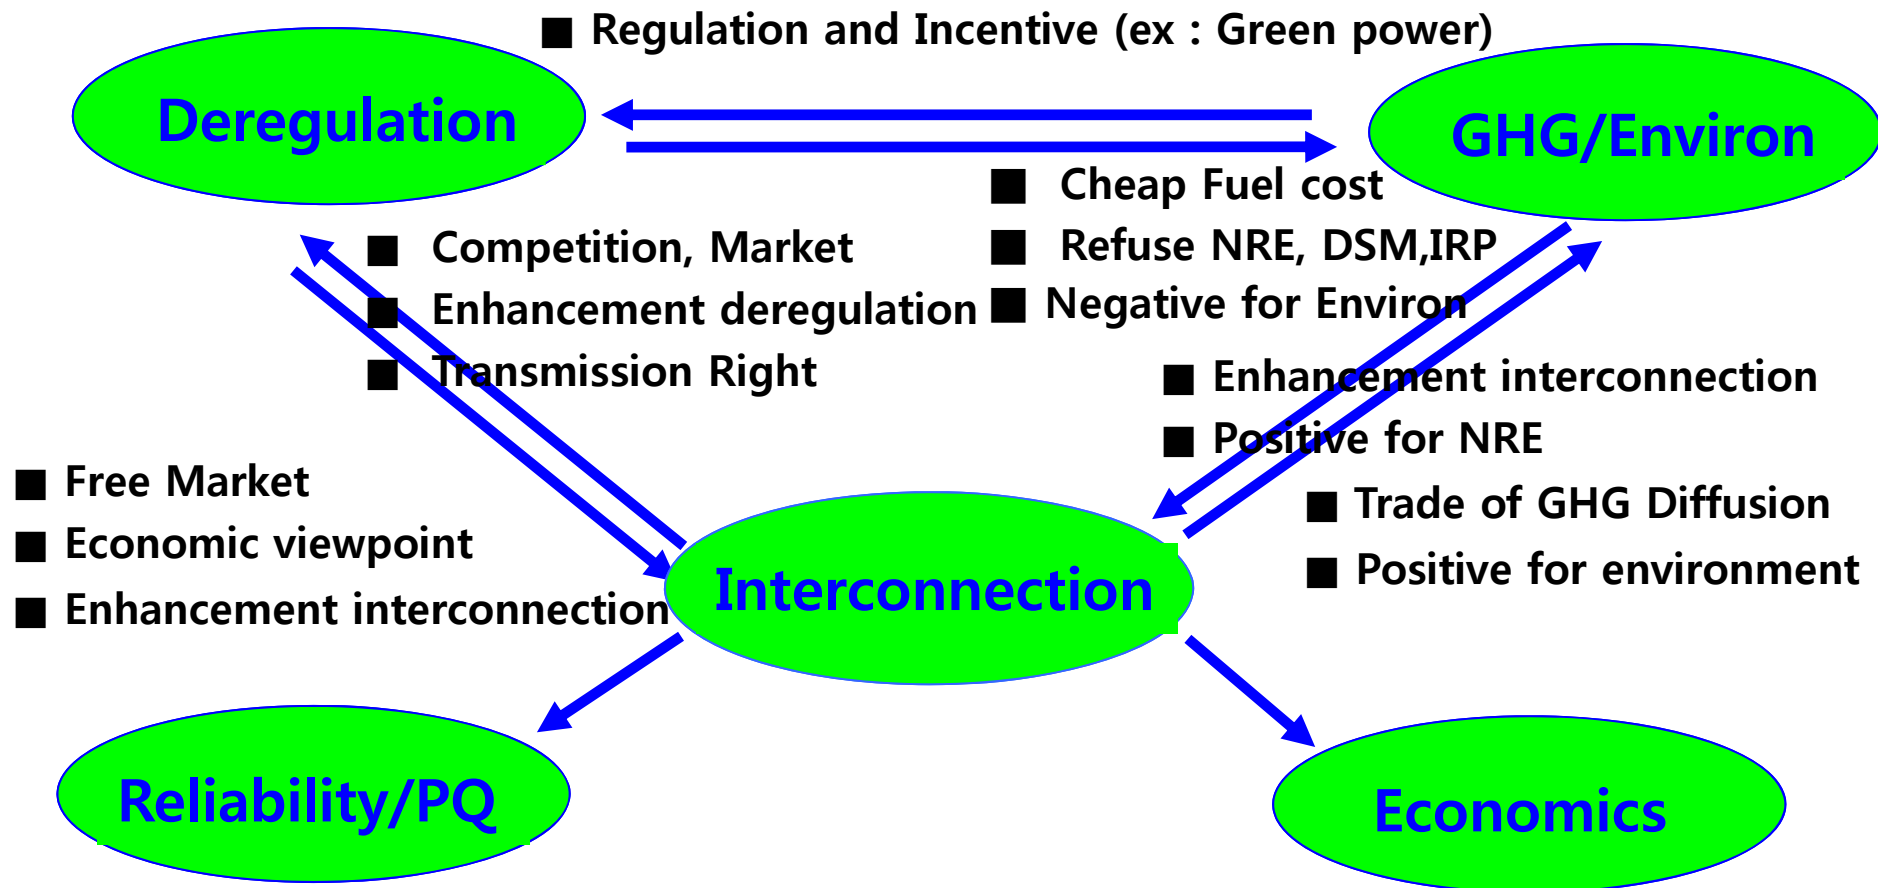 ■ Regulation and Incentive (ex : Green power)
Deregulation
GHG/Environ
■ Cheap Fuel cost
■ Refuse NRE, DSM,IRP
■ Negative for Environ
■ Competition, Market
■ Enhancement deregulation
■ Transmission Right
■ Enhancement interconnection
■ Positive for NRE
■ Free Market
■ Economic viewpoint
■ Enhancement interconnection
■ Trade of GHG Diffusion
■ Positive for environment
Interconnection
Reliability/PQ
Economics